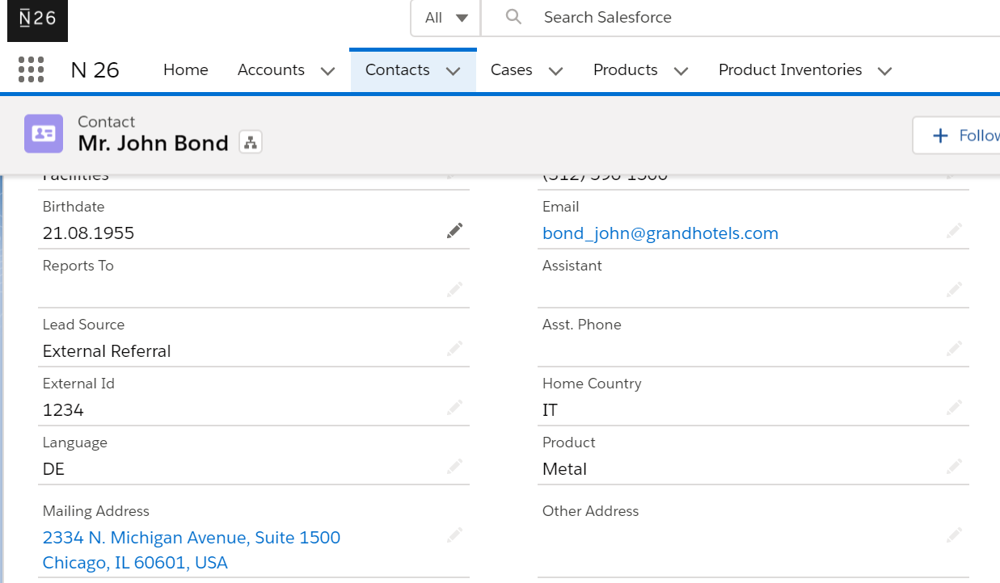 N26
All
Search Salesforce
N 26
Home
Accounts
Contacts
Cases
Products
Product Inventories
Contact
Mr. John Bond
Follow
Facilities
Birthdate
21.08.1955
Email
bond_john@grandhotels.com
Reports To
Assistant
Lead Source
External Referral
Asst. Phone
External Id
1234
Home Country
IT
Language
DE
Product
Metal
Mailing Address
2334 N. Michigan Avenue, Suite 1500
Chicago, IL 60601, USA
Other Address